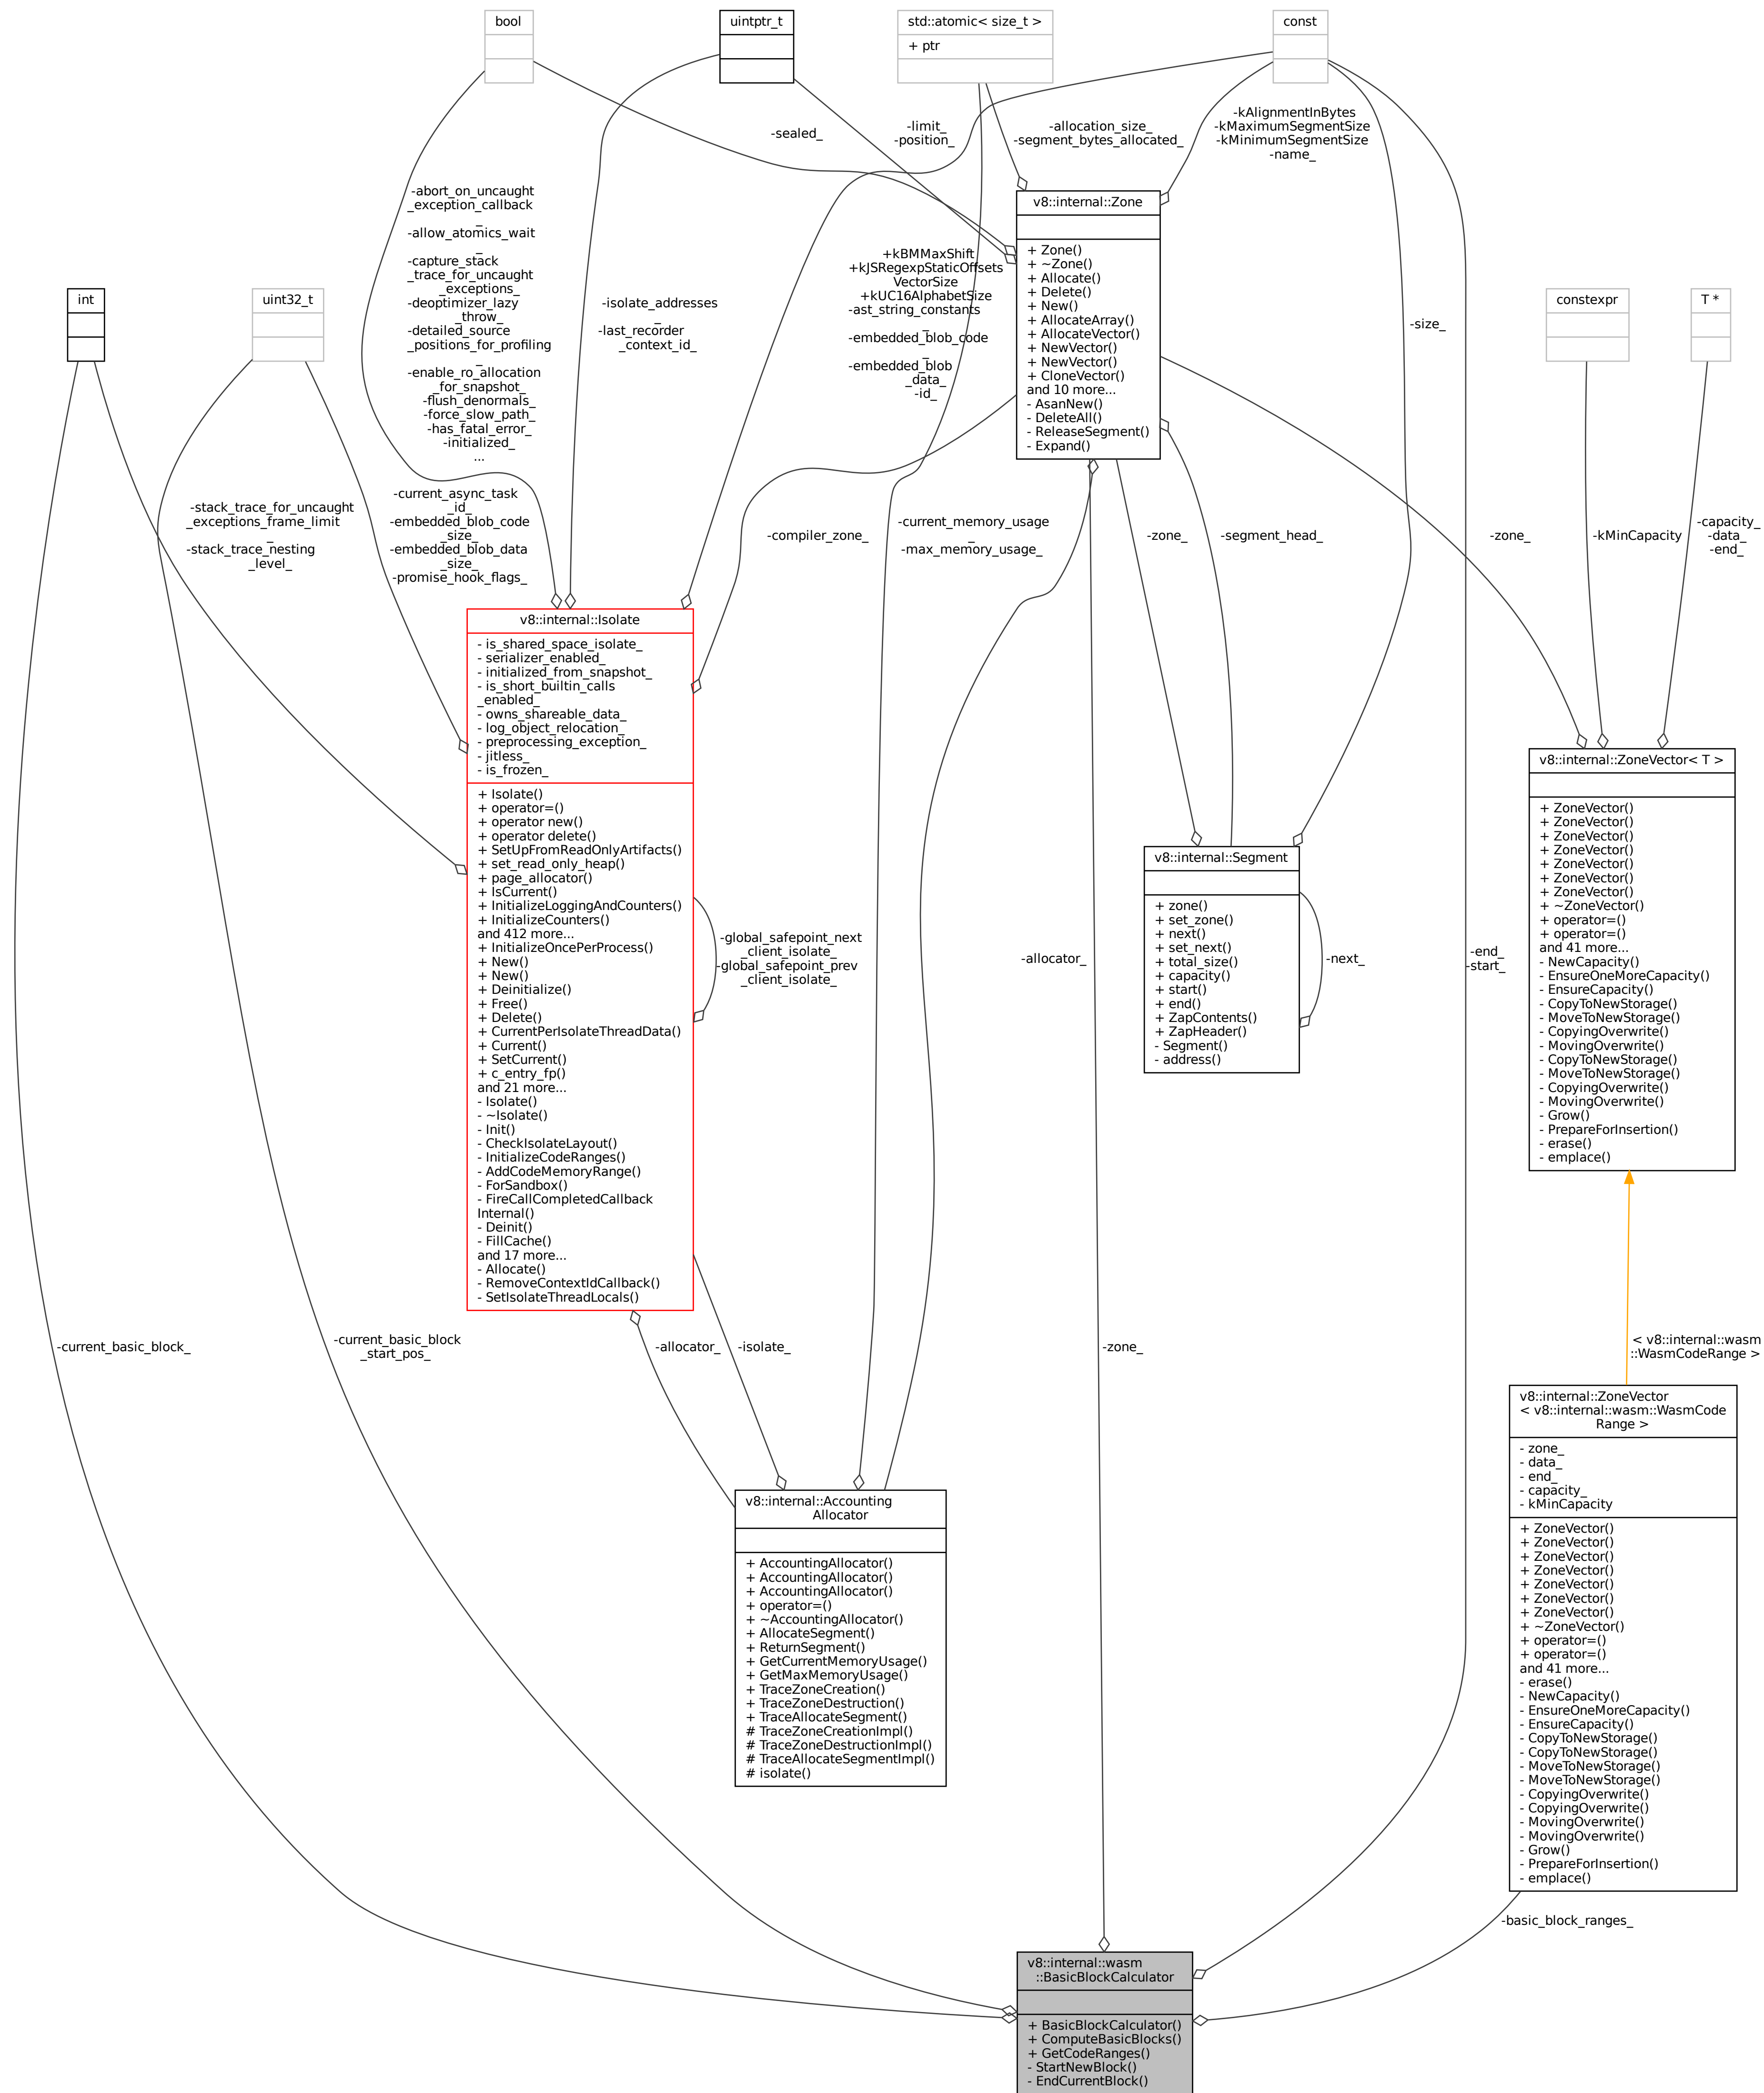 bool
uintptr_t
std::atomic< size_t >
+ ptr
const
-sealed_
-limit_
-position_
-allocation_size_
-segment_bytes_allocated_
-kAlignmentInBytes
-kMaximumSegmentSize
-kMinimumSegmentSize
-name_
-abort_on_uncaught
_exception_callback
_
-allow_atomics_wait
_
-capture_stack
_trace_for_uncaught
_exceptions_
-deoptimizer_lazy
_throw_
-detailed_source
_positions_for_profiling
_
-enable_ro_allocation
_for_snapshot_
-flush_denormals_
-force_slow_path_
-has_fatal_error_
-initialized_
...
-isolate_addresses
_
-last_recorder
_context_id_
+kBMMaxShift
+kJSRegexpStaticOffsets
VectorSize
+kUC16AlphabetSize
-ast_string_constants
_
-embedded_blob_code
_
-embedded_blob
_data_
-id_
v8::internal::Zone
+ Zone()
+ ~Zone()
+ Allocate()
+ Delete()
+ New()
+ AllocateArray()
+ AllocateVector()
+ NewVector()
+ NewVector()
+ CloneVector()
and 10 more...
- AsanNew()
- DeleteAll()
- ReleaseSegment()
- Expand()
-size_
int
uint32_t
constexpr
T *
-stack_trace_for_uncaught
_exceptions_frame_limit
_
-stack_trace_nesting
_level_
-current_async_task
_id_
-embedded_blob_code
_size_
-embedded_blob_data
_size_
-promise_hook_flags_
-compiler_zone_
-current_memory_usage
_
-max_memory_usage_
-zone_
-segment_head_
-zone_
-kMinCapacity
-capacity_
-data_
-end_
v8::internal::Isolate
- is_shared_space_isolate_
- serializer_enabled_
- initialized_from_snapshot_
- is_short_builtin_calls
_enabled_
- owns_shareable_data_
- log_object_relocation_
- preprocessing_exception_
- jitless_
- is_frozen_
+ Isolate()
+ operator=()
+ operator new()
+ operator delete()
+ SetUpFromReadOnlyArtifacts()
+ set_read_only_heap()
+ page_allocator()
+ IsCurrent()
+ InitializeLoggingAndCounters()
+ InitializeCounters()
and 412 more...
+ InitializeOncePerProcess()
+ New()
+ New()
+ Deinitialize()
+ Free()
+ Delete()
+ CurrentPerIsolateThreadData()
+ Current()
+ SetCurrent()
+ c_entry_fp()
and 21 more...
- Isolate()
- ~Isolate()
- Init()
- CheckIsolateLayout()
- InitializeCodeRanges()
- AddCodeMemoryRange()
- ForSandbox()
- FireCallCompletedCallback
Internal()
- Deinit()
- FillCache()
and 17 more...
- Allocate()
- RemoveContextIdCallback()
- SetIsolateThreadLocals()
-global_safepoint_next
_client_isolate_
-global_safepoint_prev
_client_isolate_
-allocator_
v8::internal::Segment
+ zone()
+ set_zone()
+ next()
+ set_next()
+ total_size()
+ capacity()
+ start()
+ end()
+ ZapContents()
+ ZapHeader()
- Segment()
- address()
-next_
-end_
-start_
v8::internal::ZoneVector< T >
+ ZoneVector()
+ ZoneVector()
+ ZoneVector()
+ ZoneVector()
+ ZoneVector()
+ ZoneVector()
+ ZoneVector()
+ ~ZoneVector()
+ operator=()
+ operator=()
and 41 more...
- NewCapacity()
- EnsureOneMoreCapacity()
- EnsureCapacity()
- CopyToNewStorage()
- MoveToNewStorage()
- CopyingOverwrite()
- MovingOverwrite()
- CopyToNewStorage()
- MoveToNewStorage()
- CopyingOverwrite()
- MovingOverwrite()
- Grow()
- PrepareForInsertion()
- erase()
- emplace()
-current_basic_block_
-current_basic_block
_start_pos_
-allocator_
-isolate_
-zone_
< v8::internal::wasm
::WasmCodeRange >
v8::internal::Accounting
Allocator
+ AccountingAllocator()
+ AccountingAllocator()
+ AccountingAllocator()
+ operator=()
+ ~AccountingAllocator()
+ AllocateSegment()
+ ReturnSegment()
+ GetCurrentMemoryUsage()
+ GetMaxMemoryUsage()
+ TraceZoneCreation()
+ TraceZoneDestruction()
+ TraceAllocateSegment()
# TraceZoneCreationImpl()
# TraceZoneDestructionImpl()
# TraceAllocateSegmentImpl()
# isolate()
v8::internal::ZoneVector
< v8::internal::wasm::WasmCode
Range >
- zone_
- data_
- end_
- capacity_
- kMinCapacity
+ ZoneVector()
+ ZoneVector()
+ ZoneVector()
+ ZoneVector()
+ ZoneVector()
+ ZoneVector()
+ ZoneVector()
+ ~ZoneVector()
+ operator=()
+ operator=()
and 41 more...
- erase()
- NewCapacity()
- EnsureOneMoreCapacity()
- EnsureCapacity()
- CopyToNewStorage()
- CopyToNewStorage()
- MoveToNewStorage()
- MoveToNewStorage()
- CopyingOverwrite()
- CopyingOverwrite()
- MovingOverwrite()
- MovingOverwrite()
- Grow()
- PrepareForInsertion()
- emplace()
-basic_block_ranges_
v8::internal::wasm
::BasicBlockCalculator
+ BasicBlockCalculator()
+ ComputeBasicBlocks()
+ GetCodeRanges()
- StartNewBlock()
- EndCurrentBlock()